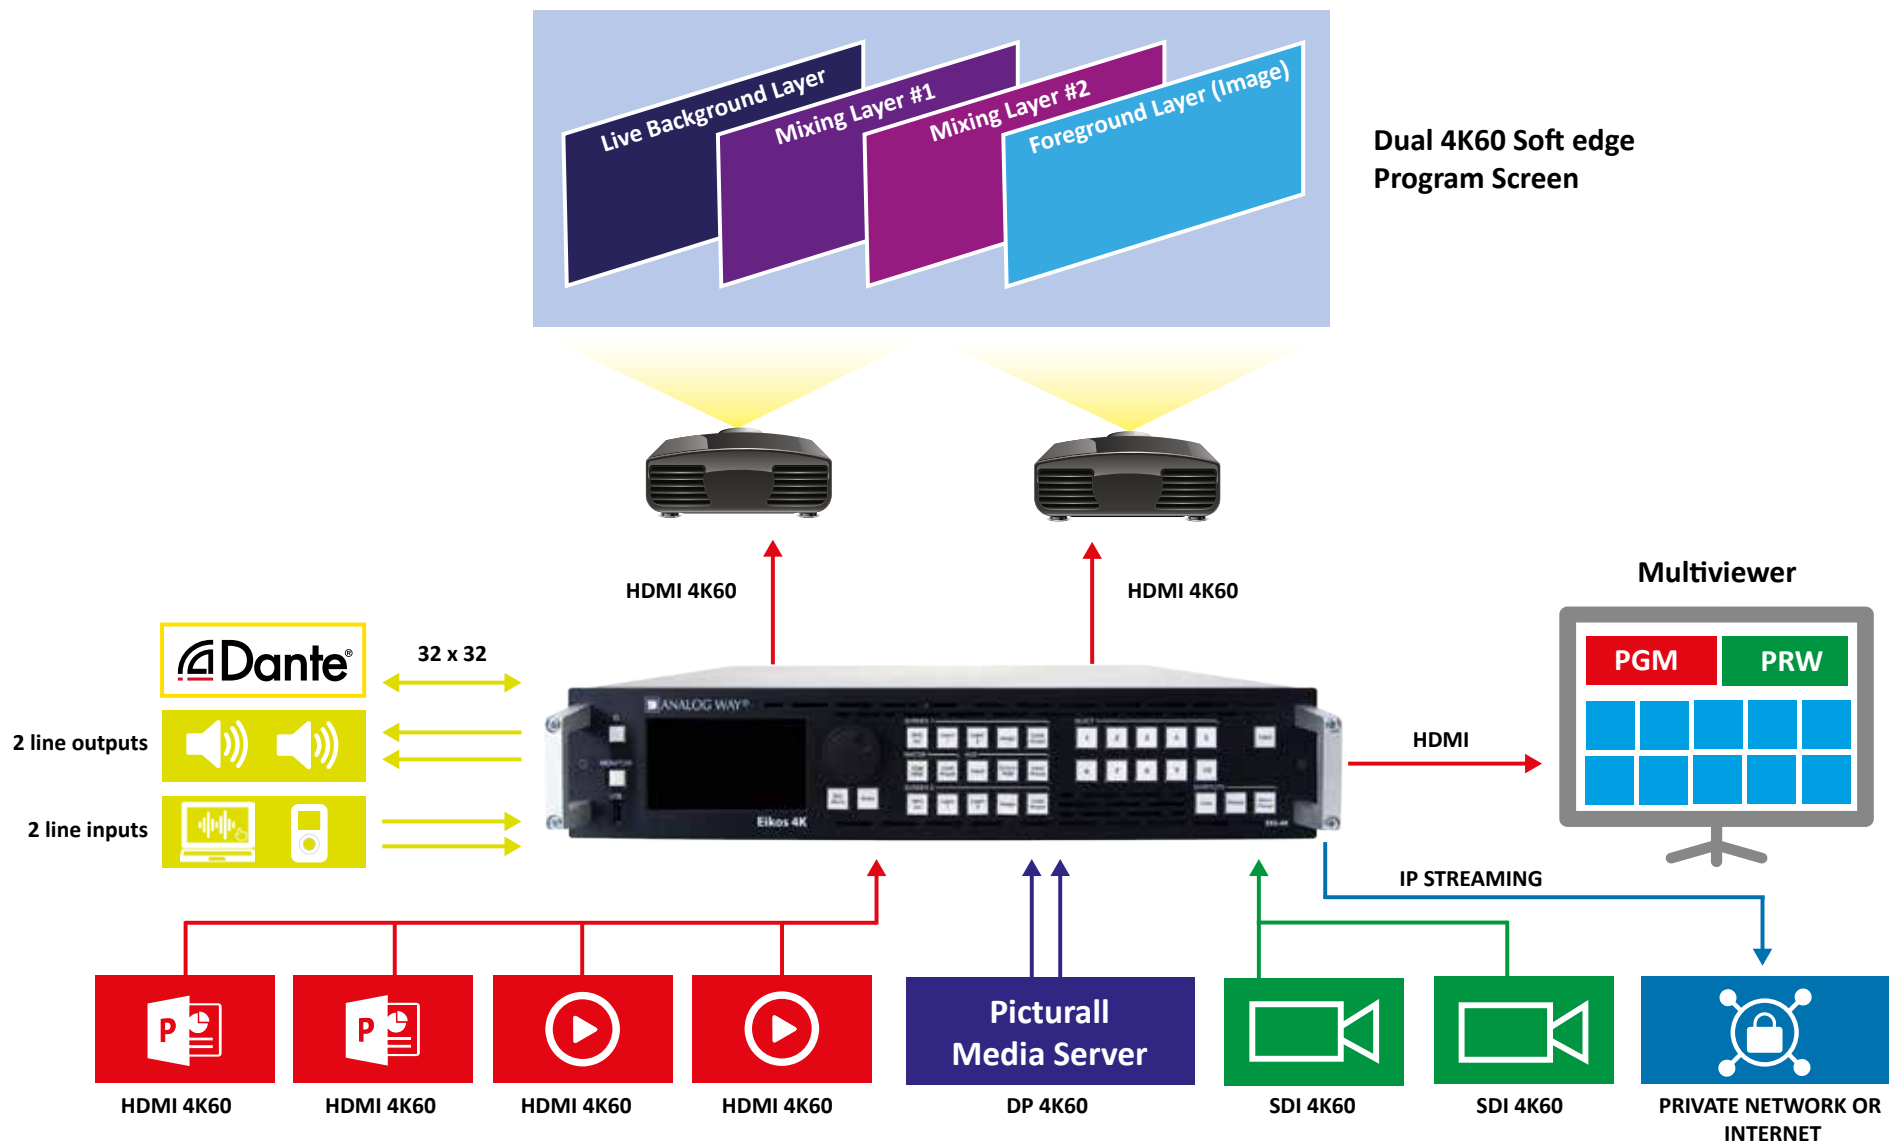 Live Background Layer
Mixing Layer #1
Mixing Layer #2
Foreground Layer (Image)
Dual 4K60 Soft edge
Program Screen
HDMI 4K60
HDMI 4K60
Multiviewer
PGM
PRW
Dante®
32 x 32
2 line outputs
2 line inputs
ANALOG WAY®
MONITOR
Eikos 4K
HDMI
IP STREAMING
P
P
Picturall
Media Server
HDMI 4K60
HDMI 4K60
HDMI 4K60
HDMI 4K60
DP 4K60
SDI 4K60
SDI 4K60
PRIVATE NETWORK OR
INTERNET